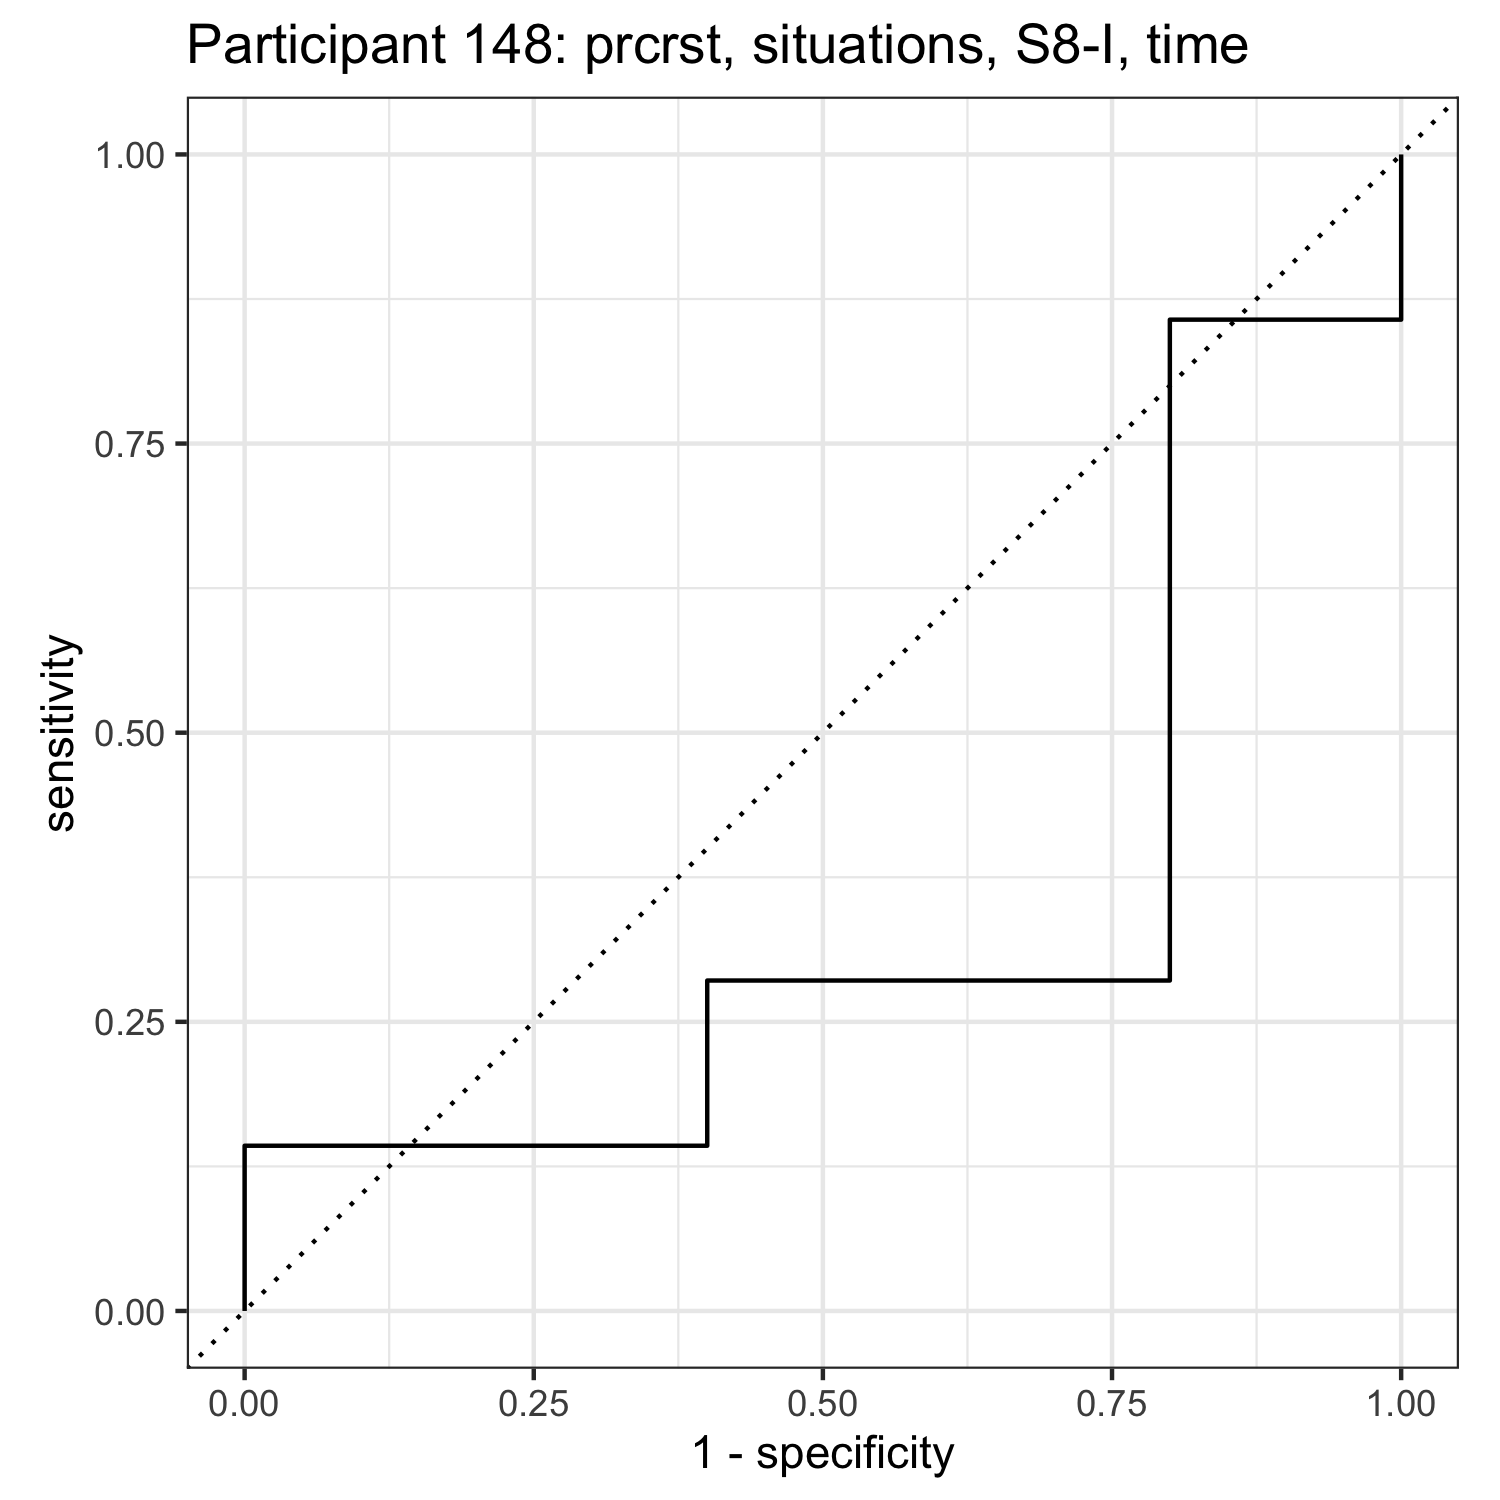 Participant 148: prcrst, situations, S8-I, time
1.00
0.75
0.50
0.25
0.00
sensitivity
0.00 0.25 0.50 0.75 1.00
1 - specificity